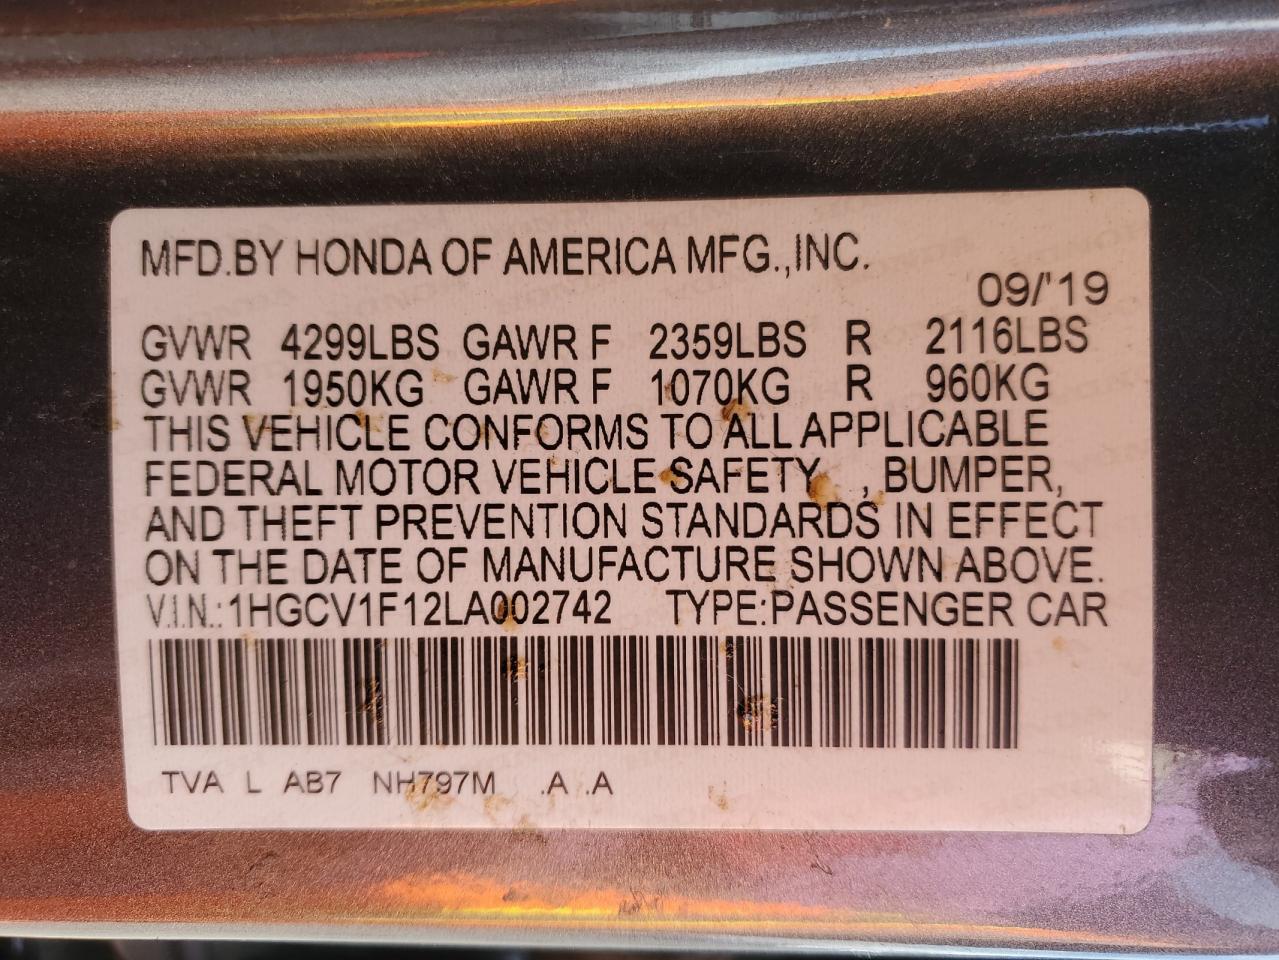 MFD.BY HONDA OF AMERICA MFG.,INC.
09/'19
GVWR 4299LBS GAWR F 2359LBS R 2116LBS
GVWR 1950KG GAWR F 1070KG R 960KG
THIS VEHICLE CONFORMS TO ALL APPLICABLE
FEDERAL MOTOR VEHICLE SAFETY , BUMPER,
AND THEFT PREVENTION STANDARDS IN EFFECT
ON THE DATE OF MANUFACTURE SHOWN ABOVE.
V.I.N.:1HGCV1F12LA002742 TYPE:PASSENGER CAR
TVA L AB7 NH797M .A .A